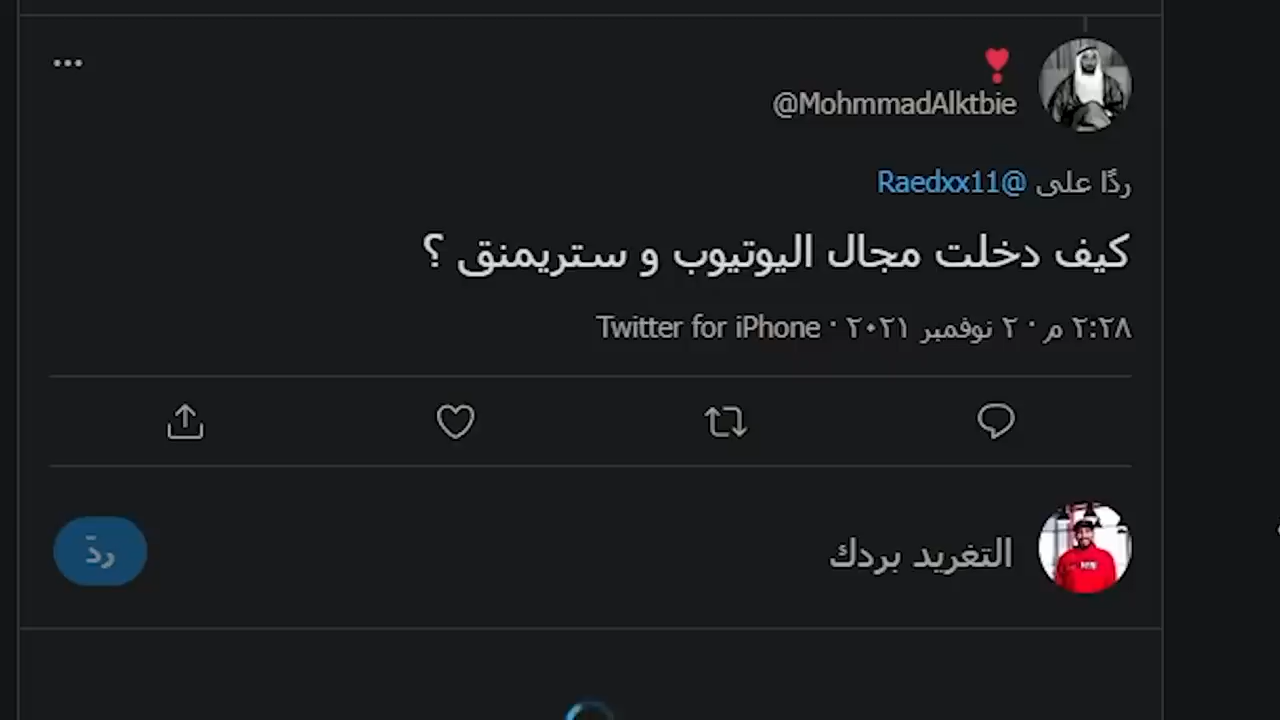 @MohmmadAlktbie
ردًا على @Raedxx11
كيف دخلت مجال اليوتيوب و ستريمنق ؟
٢:٢٨ م · ٢ نوفمبر ٢٠٢١ · Twitter for iPhone
التغريد بردك
ردّ